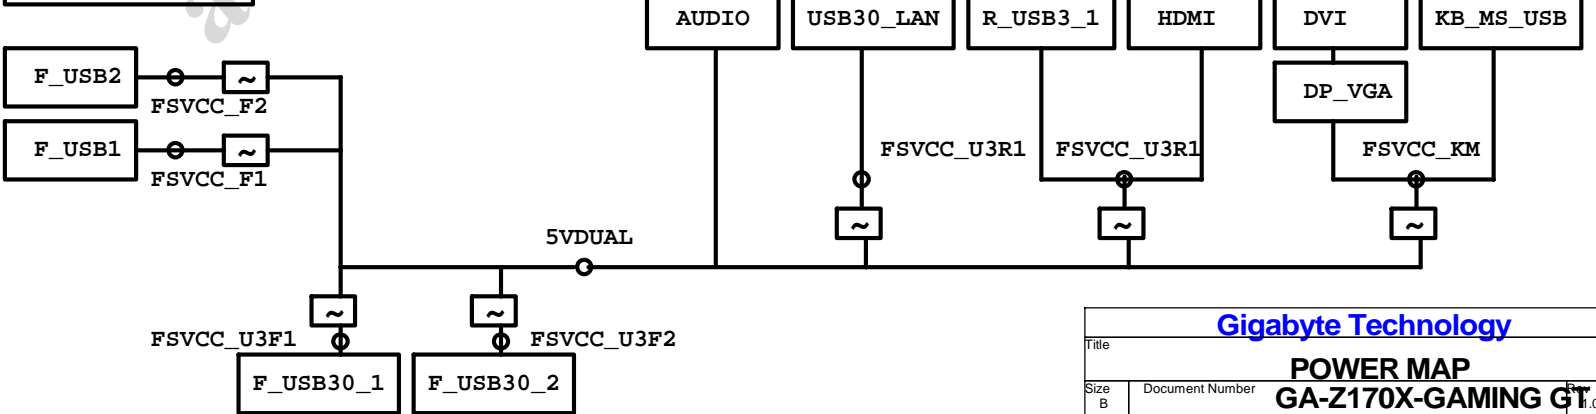 AUDIO USB30_LAN R_USB3_1 HDMI DVI KB_MS_USB
F_USB2 ~
DP_VGA
FSVCC_F2
F_USB1 ~
FSVCC_U3R1 FSVCC_U3R1 FSVCC_KM
FSVCC_F1
~ ~ ~
5VDUAL
~ ~
FSVCC_U3F1 FSVCC_U3F2
F_USB30_1 F_USB30_2
Gigabyte Technology
Title
POWER MAP
Size Document Number Rev
B GA-Z170X-GAMING GT